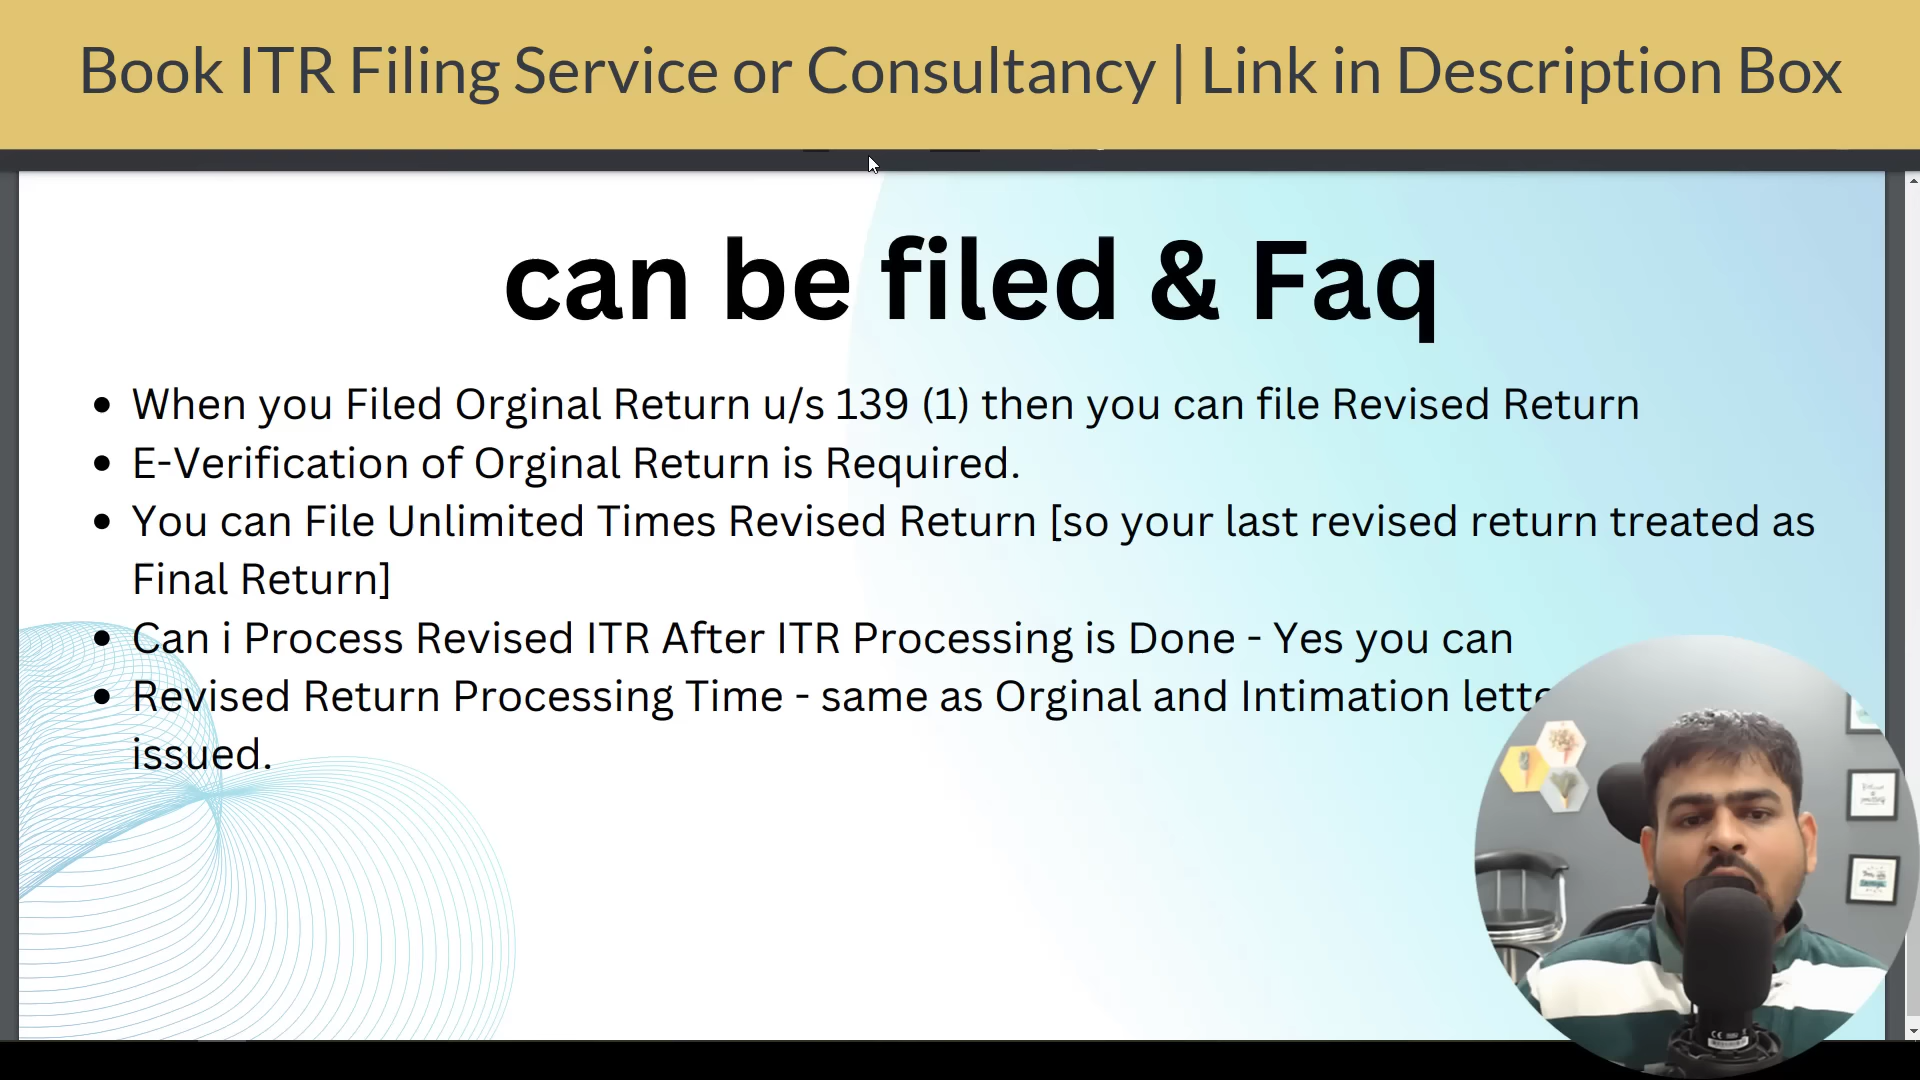 Book ITR Filing Service or Consultancy | Link in Description Box
can be filed & Faq
When you Filed Orginal Return u/s 139 (1) then you can file Revised Return
E-Verification of Orginal Return is Required.
You can File Unlimited Times Revised Return [so your last revised return treated as
Final Return]
Can i Process Revised ITR After ITR Processing is Done - Yes you can
Revised Return Processing Time - same as Orginal and Intimation
issued.